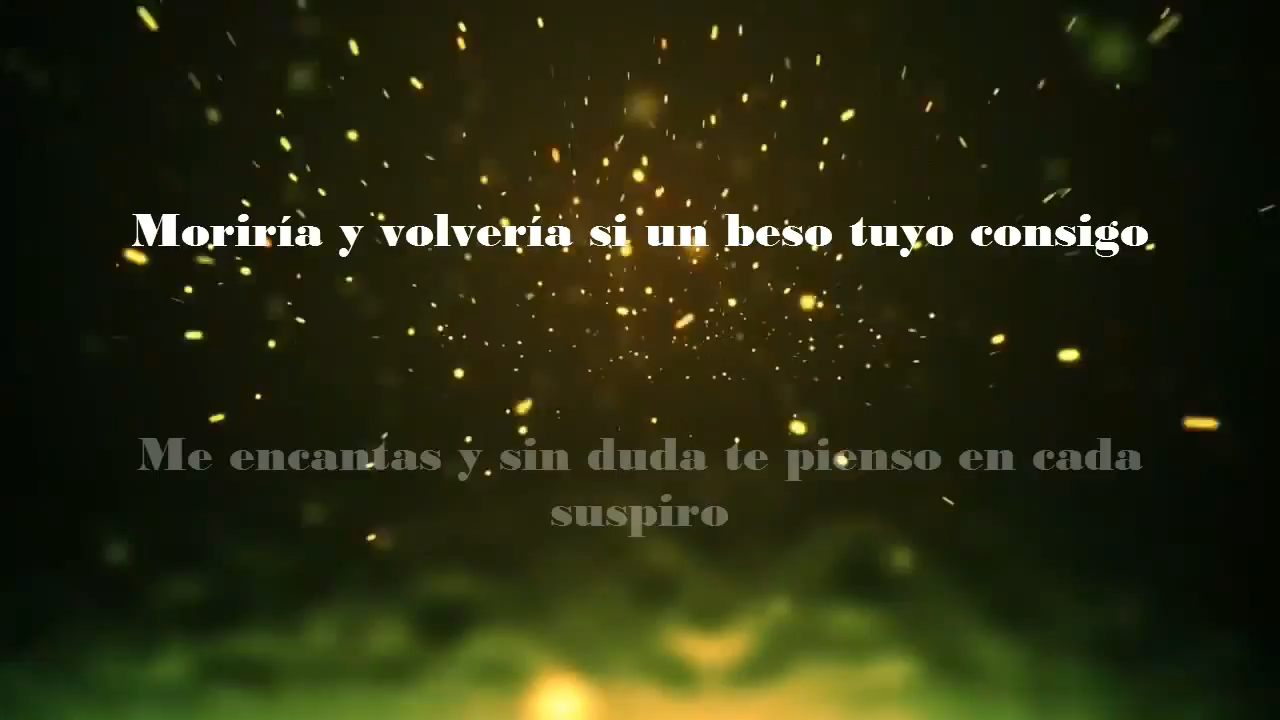 Moriría y volvería si un beso tuyo consigo
Me encantas y sin duda te pienso en cada
suspiro